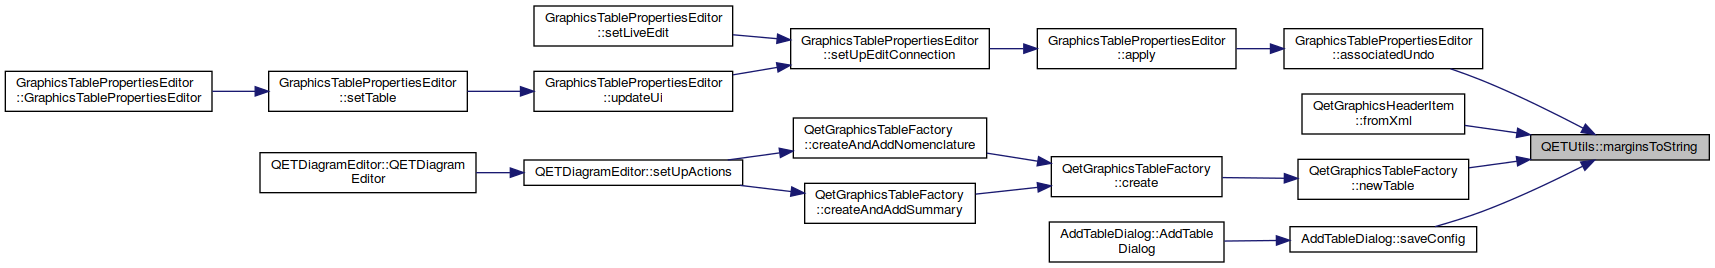 GraphicsTablePropertiesEditor
::setLiveEdit
GraphicsTablePropertiesEditor
::setUpEditConnection
GraphicsTablePropertiesEditor
::apply
GraphicsTablePropertiesEditor
::associatedUndo
GraphicsTablePropertiesEditor
::GraphicsTablePropertiesEditor
GraphicsTablePropertiesEditor
::setTable
GraphicsTablePropertiesEditor
::updateUi
QetGraphicsHeaderItem
::fromXml
QETUtils::marginsToString
QetGraphicsTableFactory
::createAndAddNomenclature
QETDiagramEditor::QETDiagram
Editor
QETDiagramEditor::setUpActions
QetGraphicsTableFactory
::create
QetGraphicsTableFactory
::newTable
QetGraphicsTableFactory
::createAndAddSummary
AddTableDialog::AddTable
Dialog
AddTableDialog::saveConfig